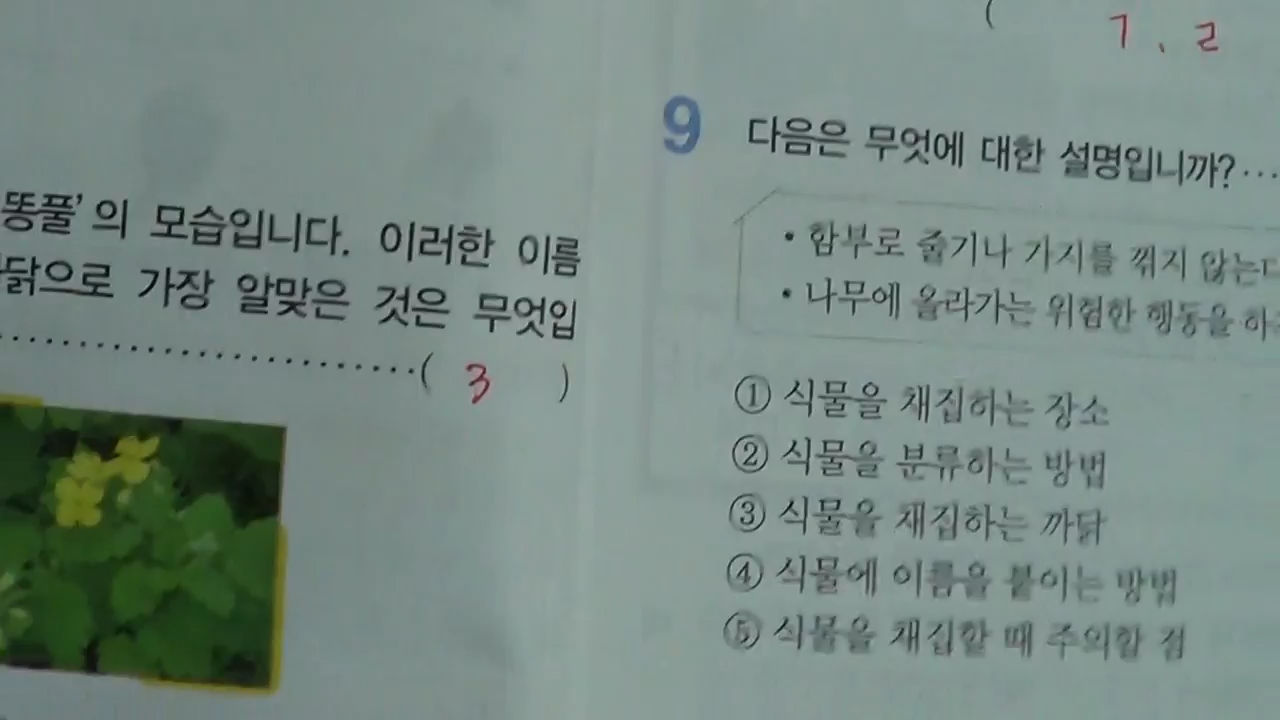 똥풀’의 모습입니다. 이러한 이름
닭으로 가장 알맞은 것은 무엇입
( 3 )
( 1, 2
9 다음은 무엇에 대한 설명입니까?
• 함부로 줄기나 가지를 꺾지 않는다
• 나무에 올라가는 위험한 행동을 하
① 식물을 채집하는 장소
② 식물을 분류하는 방법
③ 식물을 채집하는 까닭
④ 식물에 이름을 붙이는 방법
⑤ 식물을 채집할 때 주의할 점